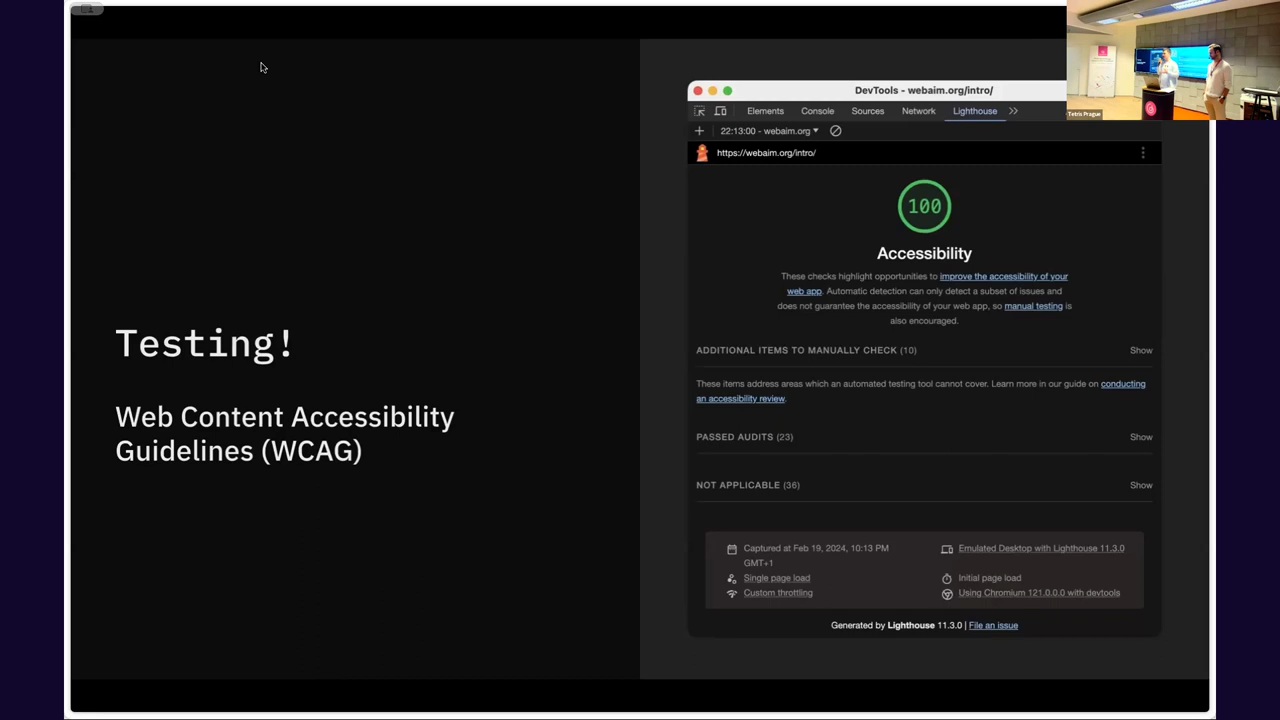 Testing!
Web Content Accessibility
Guidelines (WCAG)
DevTools - webaim.org/intro/
Elements Console Sources Network Lighthouse
22:13:00 - webaim.org
https://webaim.org/intro/
100
Accessibility
These checks highlight opportunities to improve the accessibility of your
web app. Automatic detection can only detect a subset of issues and
does not guarantee the accessibility of your web app, so manual testing is
also encouraged.
ADDITIONAL ITEMS TO MANUALLY CHECK (10) Show
These items address areas which an automated testing tool cannot cover. Learn more in our guide on conducting
an accessibility review.
PASSED AUDITS (23) Show
NOT APPLICABLE (36) Show
Captured at Feb 19, 2024, 10:13 PM
GMT+1
Single page load
Custom throttling
Emulated Desktop with Lighthouse 11.3.0
Initial page load
Using Chromium 121.0.0.0 with devtools
Generated by Lighthouse 11.3.0 | File an issue
Tetris Prague